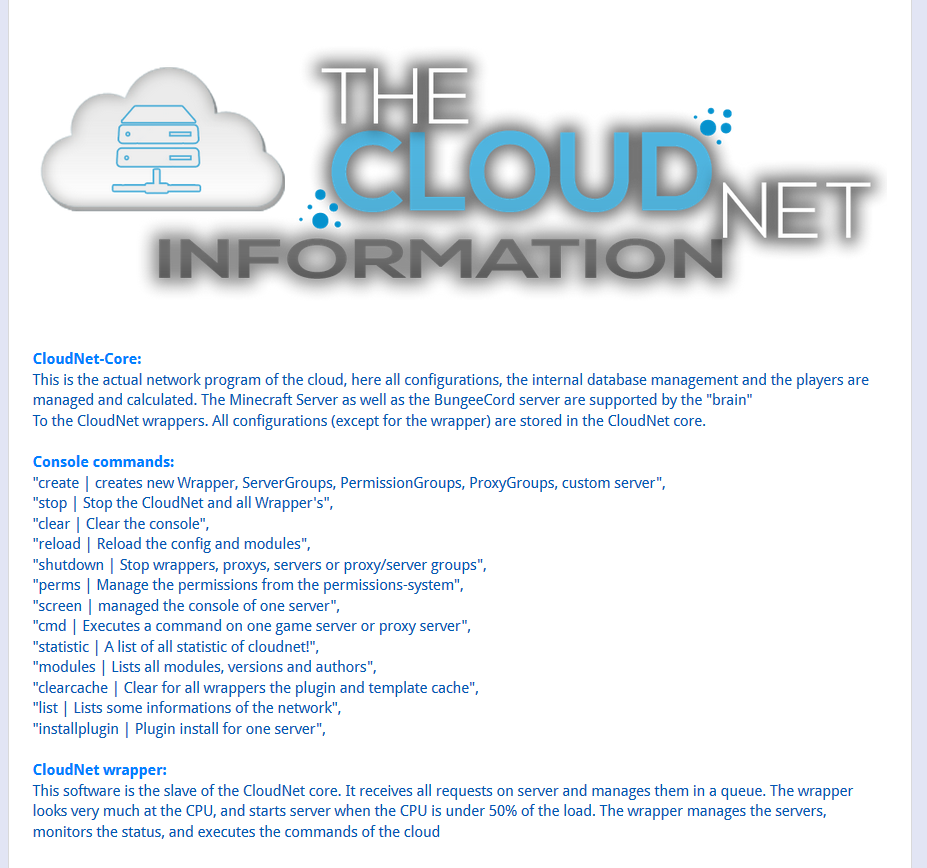 THE
CLOUD
NET
INFORMATION
CloudNet-Core:
This is the actual network program of the cloud, here all configurations, the internal database management and the players are
managed and calculated. The Minecraft Server as well as the BungeeCord server are supported by the "brain"
To the CloudNet wrappers. All configurations (except for the wrapper) are stored in the CloudNet core.
Console commands:
"create | creates new Wrapper, ServerGroups, PermissionGroups, ProxyGroups, custom server",
"stop | Stop the CloudNet and all Wrapper's",
"clear | Clear the console",
"reload | Reload the config and modules",
"shutdown | Stop wrappers, proxys, servers or proxy/server groups",
"perms | Manage the permissions from the permissions-system",
"screen | managed the console of one server",
"cmd | Executes a command on one game server or proxy server",
"statistic | A list of all statistic of cloudnet!",
"modules | Lists all modules, versions and authors",
"clearcache | Clear for all wrappers the plugin and template cache",
"list | Lists some informations of the network",
"installplugin | Plugin install for one server",
CloudNet wrapper:
This software is the slave of the CloudNet core. It receives all requests on server and manages them in a queue. The wrapper
looks very much at the CPU, and starts server when the CPU is under 50% of the load. The wrapper manages the servers,
monitors the status, and executes the commands of the cloud